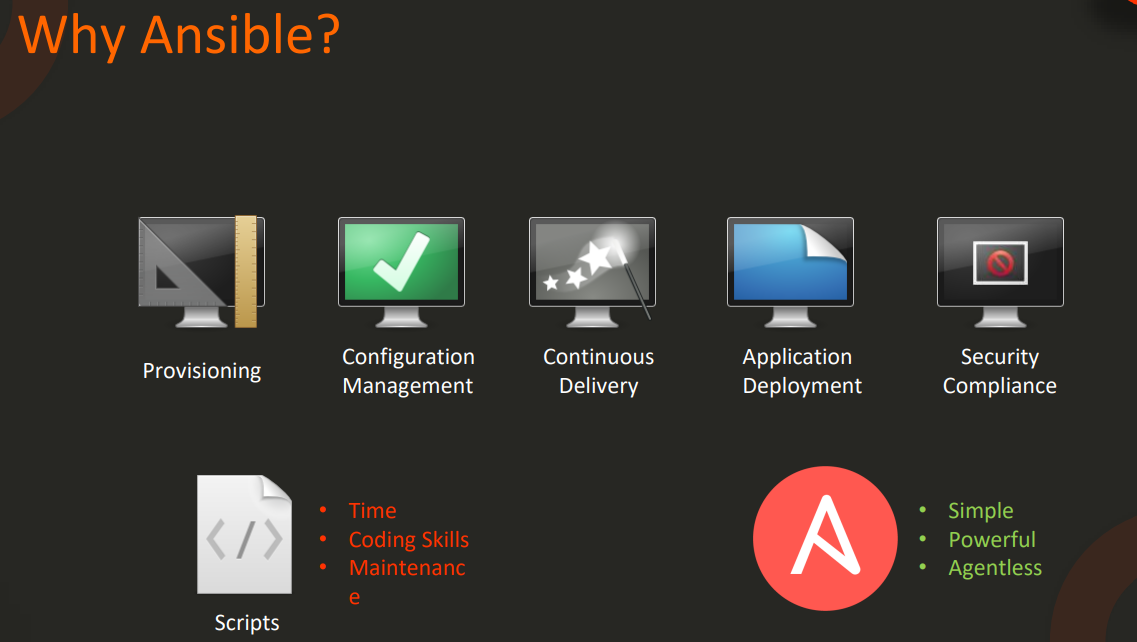 Why Ansible?
Provisioning
Configuration
Management
Continuous
Delivery
Application
Deployment
Security
Compliance
</>
• Time
• Coding Skills
• Maintenanc
e
Scripts
• Simple
• Powerful
• Agentless